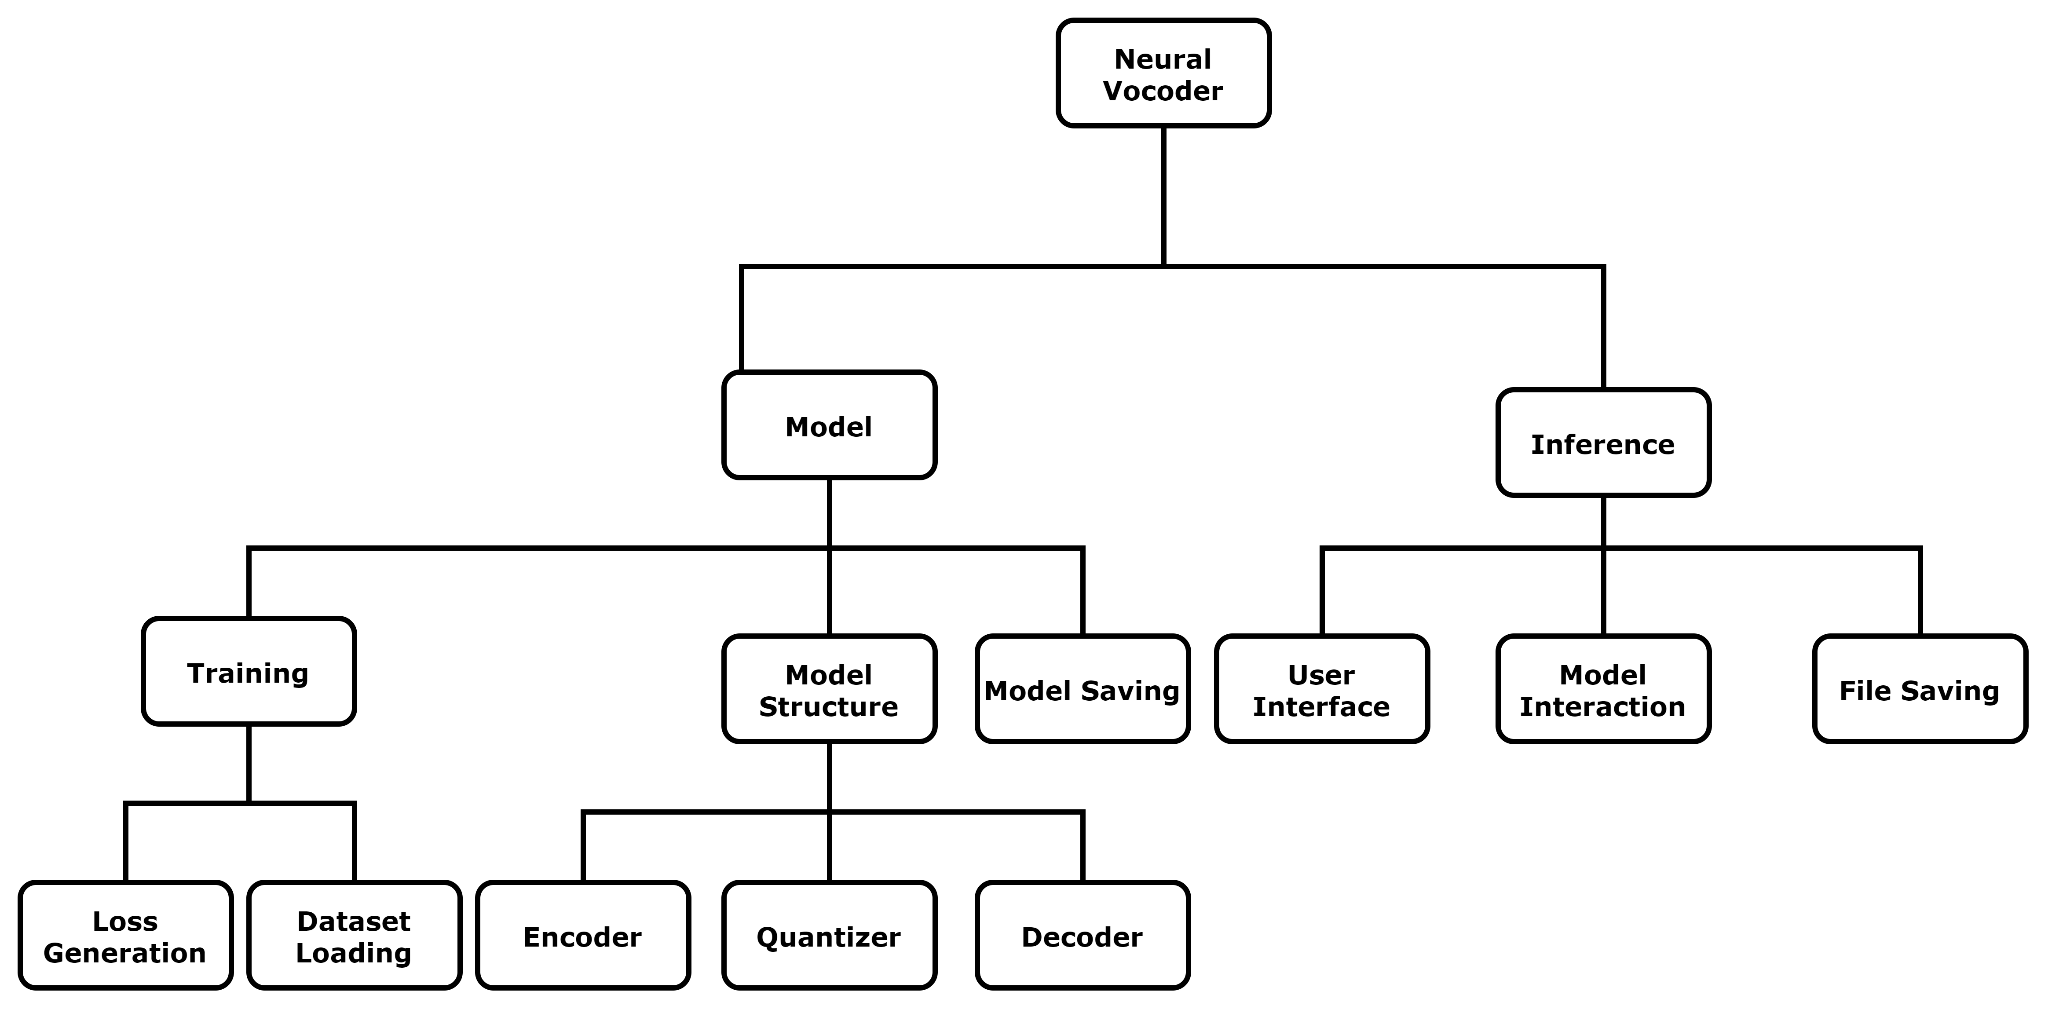 Neural
Vocoder
Model
Inference
Training
Model
Structure
Model Saving
User
Interface
Model
Interaction
File Saving
Loss
Generation
Dataset
Loading
Encoder
Quantizer
Decoder